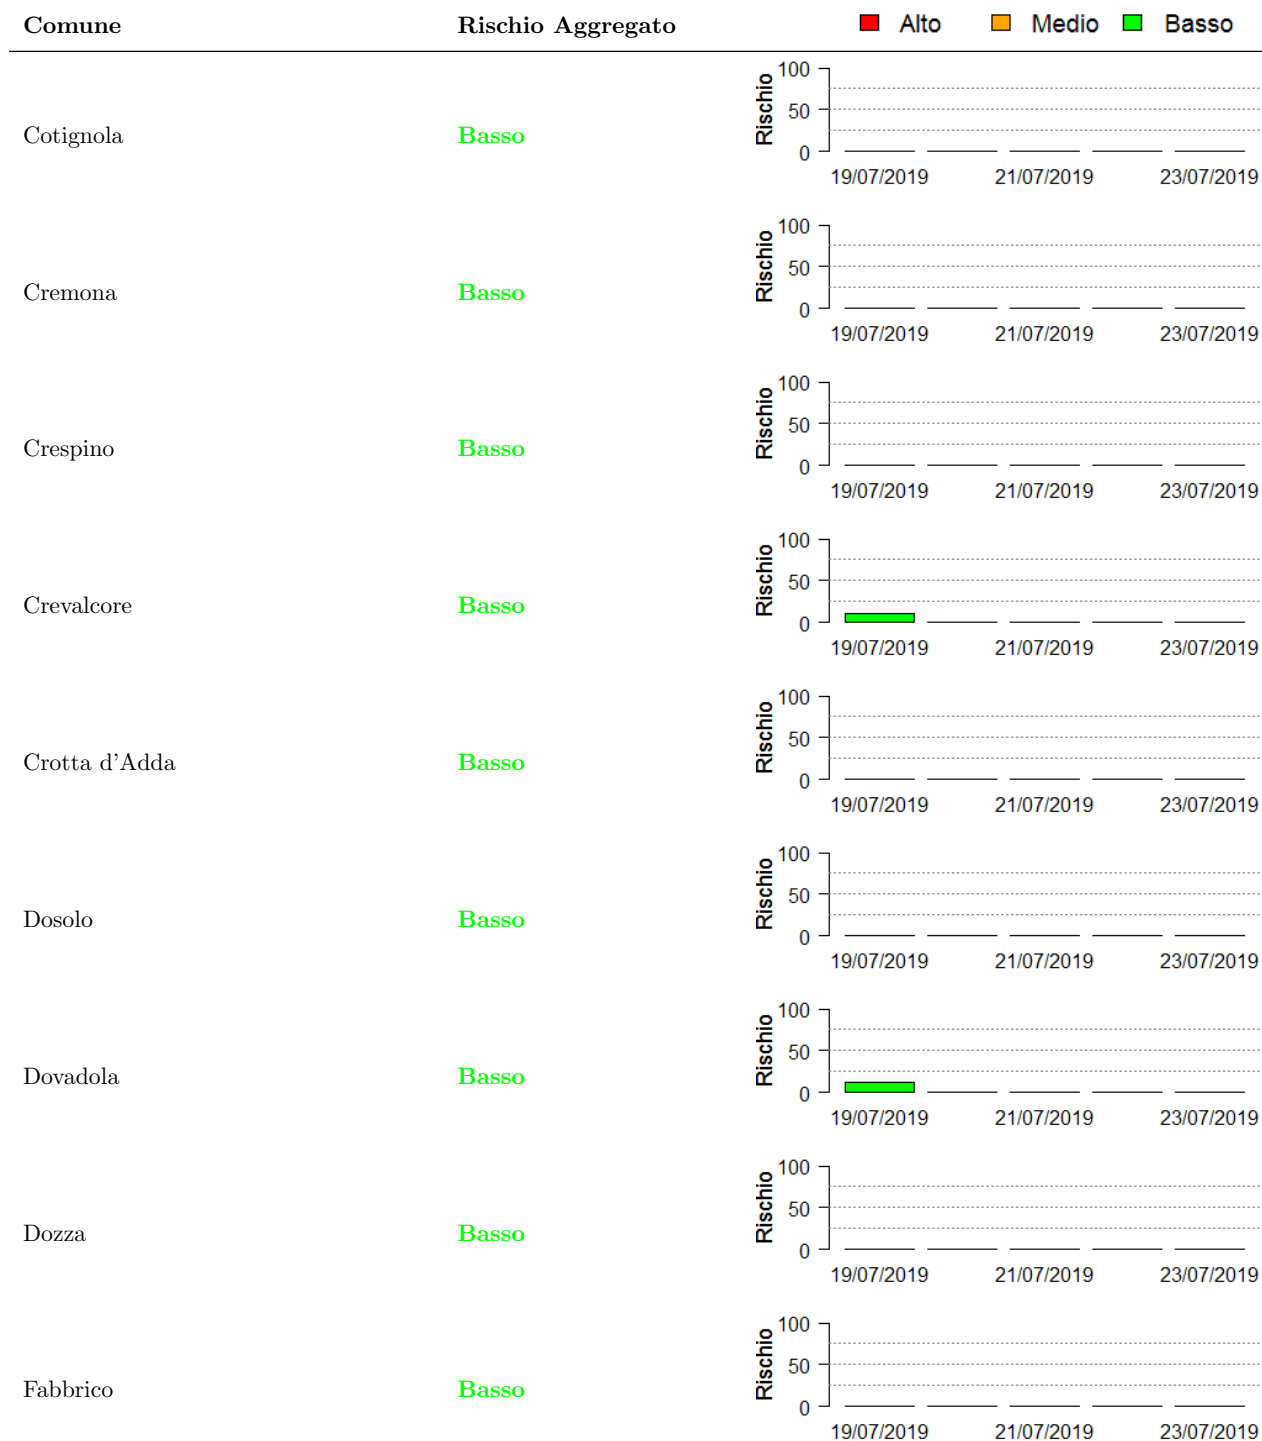 Comune Rischio Aggregato Alto Medio Basso
Cotignola Basso Rischio 100 50 0
19/07/2019 21/07/2019 23/07/2019
Cremona Basso Rischio 100 50 0
19/07/2019 21/07/2019 23/07/2019
Crespino Basso Rischio 100 50 0
19/07/2019 21/07/2019 23/07/2019
Crevalcore Basso Rischio 100 50 0
19/07/2019 21/07/2019 23/07/2019
Crotta d'Adda Basso Rischio 100 50 0
19/07/2019 21/07/2019 23/07/2019
Dosolo Basso Rischio 100 50 0
19/07/2019 21/07/2019 23/07/2019
Dovadola Basso Rischio 100 50 0
19/07/2019 21/07/2019 23/07/2019
Dozza Basso Rischio 100 50 0
19/07/2019 21/07/2019 23/07/2019
Fabbrico Basso Rischio 100 50 0
19/07/2019 21/07/2019 23/07/2019